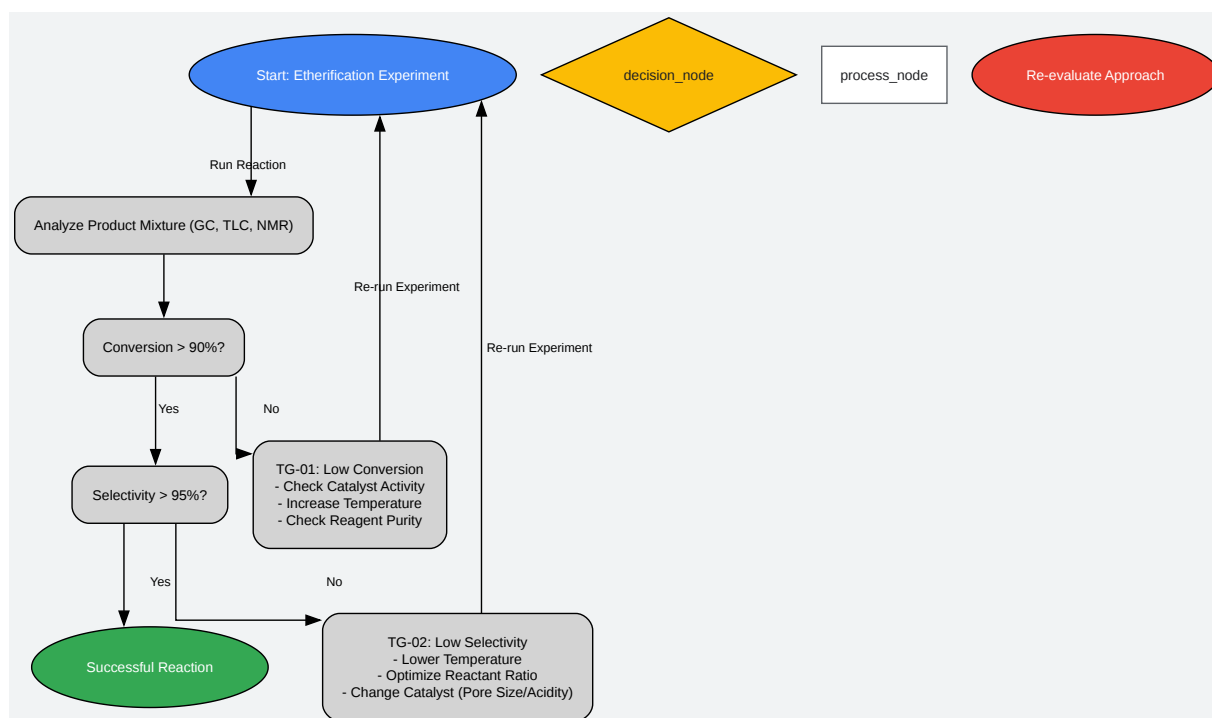 Start: Etherification Experiment
decision_node
process_node
Re-evaluate Approach
Run Reaction
Analyze Product Mixture (GC, TLC, NMR)
Re-run Experiment
Conversion > 90%?
Re-run Experiment
Yes
No
TG-01: Low Conversion
- Check Catalyst Activity
- Increase Temperature
- Check Reagent Purity
Selectivity > 95%?
Yes
No
TG-02: Low Selectivity
- Lower Temperature
- Optimize Reactant Ratio
- Change Catalyst (Pore Size/Acidity)
Successful Reaction